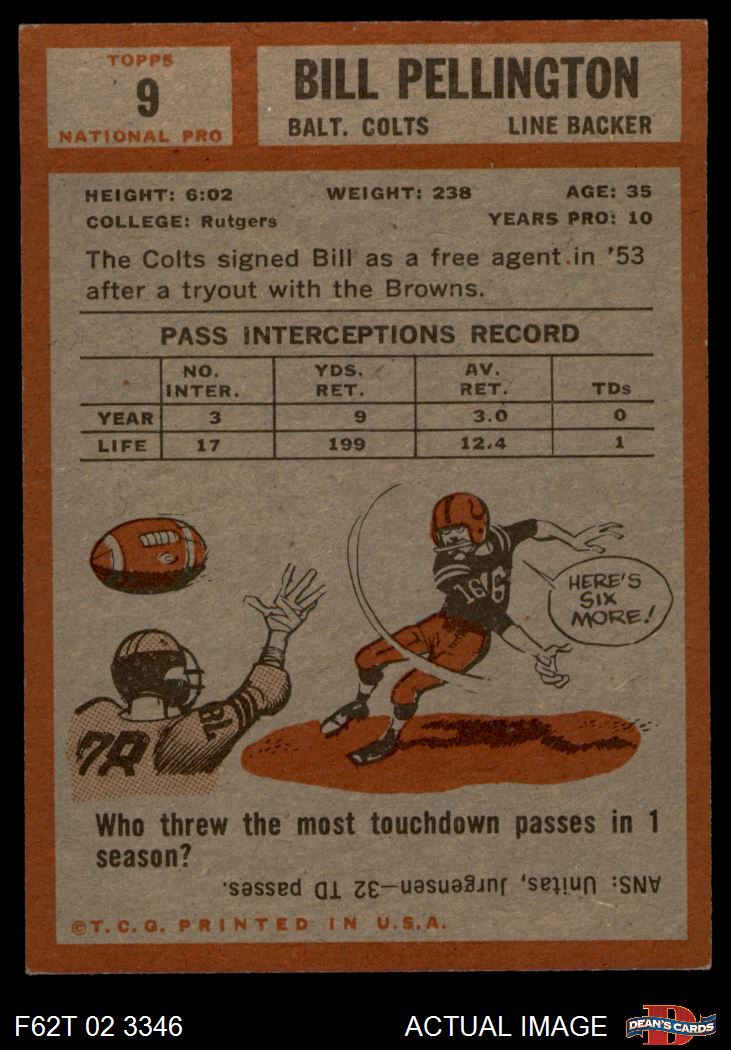 TOPPS
9
NATIONAL PRO
BILL PELLINGTON
BALT. COLTS LINE BACKER
HEIGHT: 6:02 WEIGHT: 238 AGE: 35
COLLEGE: Rutgers YEARS PRO: 10
The Colts signed Bill as a free agent in '53
after a tryout with the Browns.
PASS INTERCEPTIONS RECORD
NO. INTER. YDS. RET. AV. RET. TDs
YEAR 3 9 3.0 0
LIFE 17 199 12.4 1
HERE'S
SIX
MORE!
16 6
Who threw the most touchdown passes in 1
season?
ANS: Unitas, Jurgensen—32 TD passes.
©T.C.G. PRINTED IN U.S.A.
F62T 02 3346 ACTUAL IMAGE DEAN'S CARDS